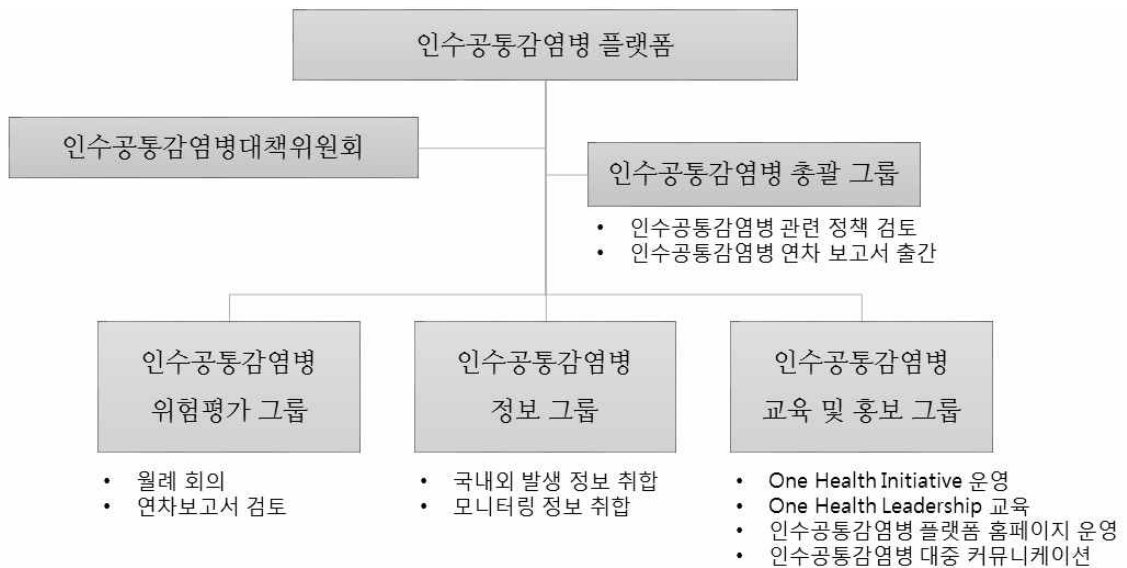 인수공통감염병 플랫폼
인수공통감염병대책위원회
인수공통감염병 총괄 그룹
• 인수공통감염병 관련 정책 검토
• 인수공통감염병 연차 보고서 출간
인수공통감염병
위험평가 그룹
• 월례 회의
• 연차보고서 검토
인수공통감염병
정보 그룹
• 국내외 발생 정보 취합
• 모니터링 정보 취합
인수공통감염병
교육 및 홍보 그룹
• One Health Initiative 운영
• One Health Leadership 교육
• 인수공통감염병 플랫폼 홈페이지 운영
• 인수공통감염병 대중 커뮤니케이션